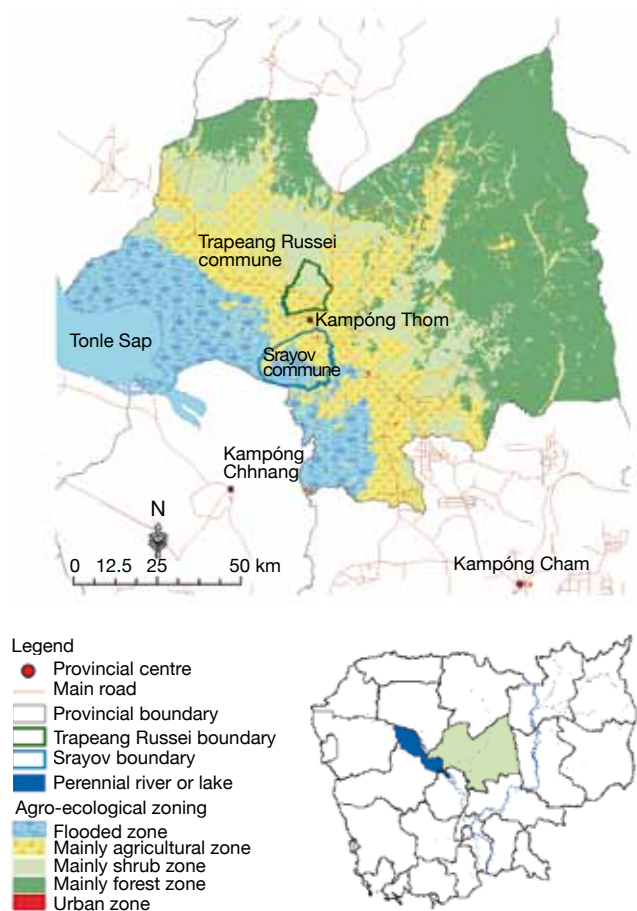 Trapeang Russei
commune
Kampóng Thom
Tonle Sap
Srayov
commune
Kampóng
Chhnang
N
0 12.5 25 50 km
Kampóng Cham
Legend
Provincial centre
Main road
Provincial boundary
Trapeang Russei boundary
Srayov boundary
Perennial river or lake
Agro-ecological zoning
Flooded zone
Mainly agricultural zone
Mainly shrub zone
Mainly forest zone
Urban zone